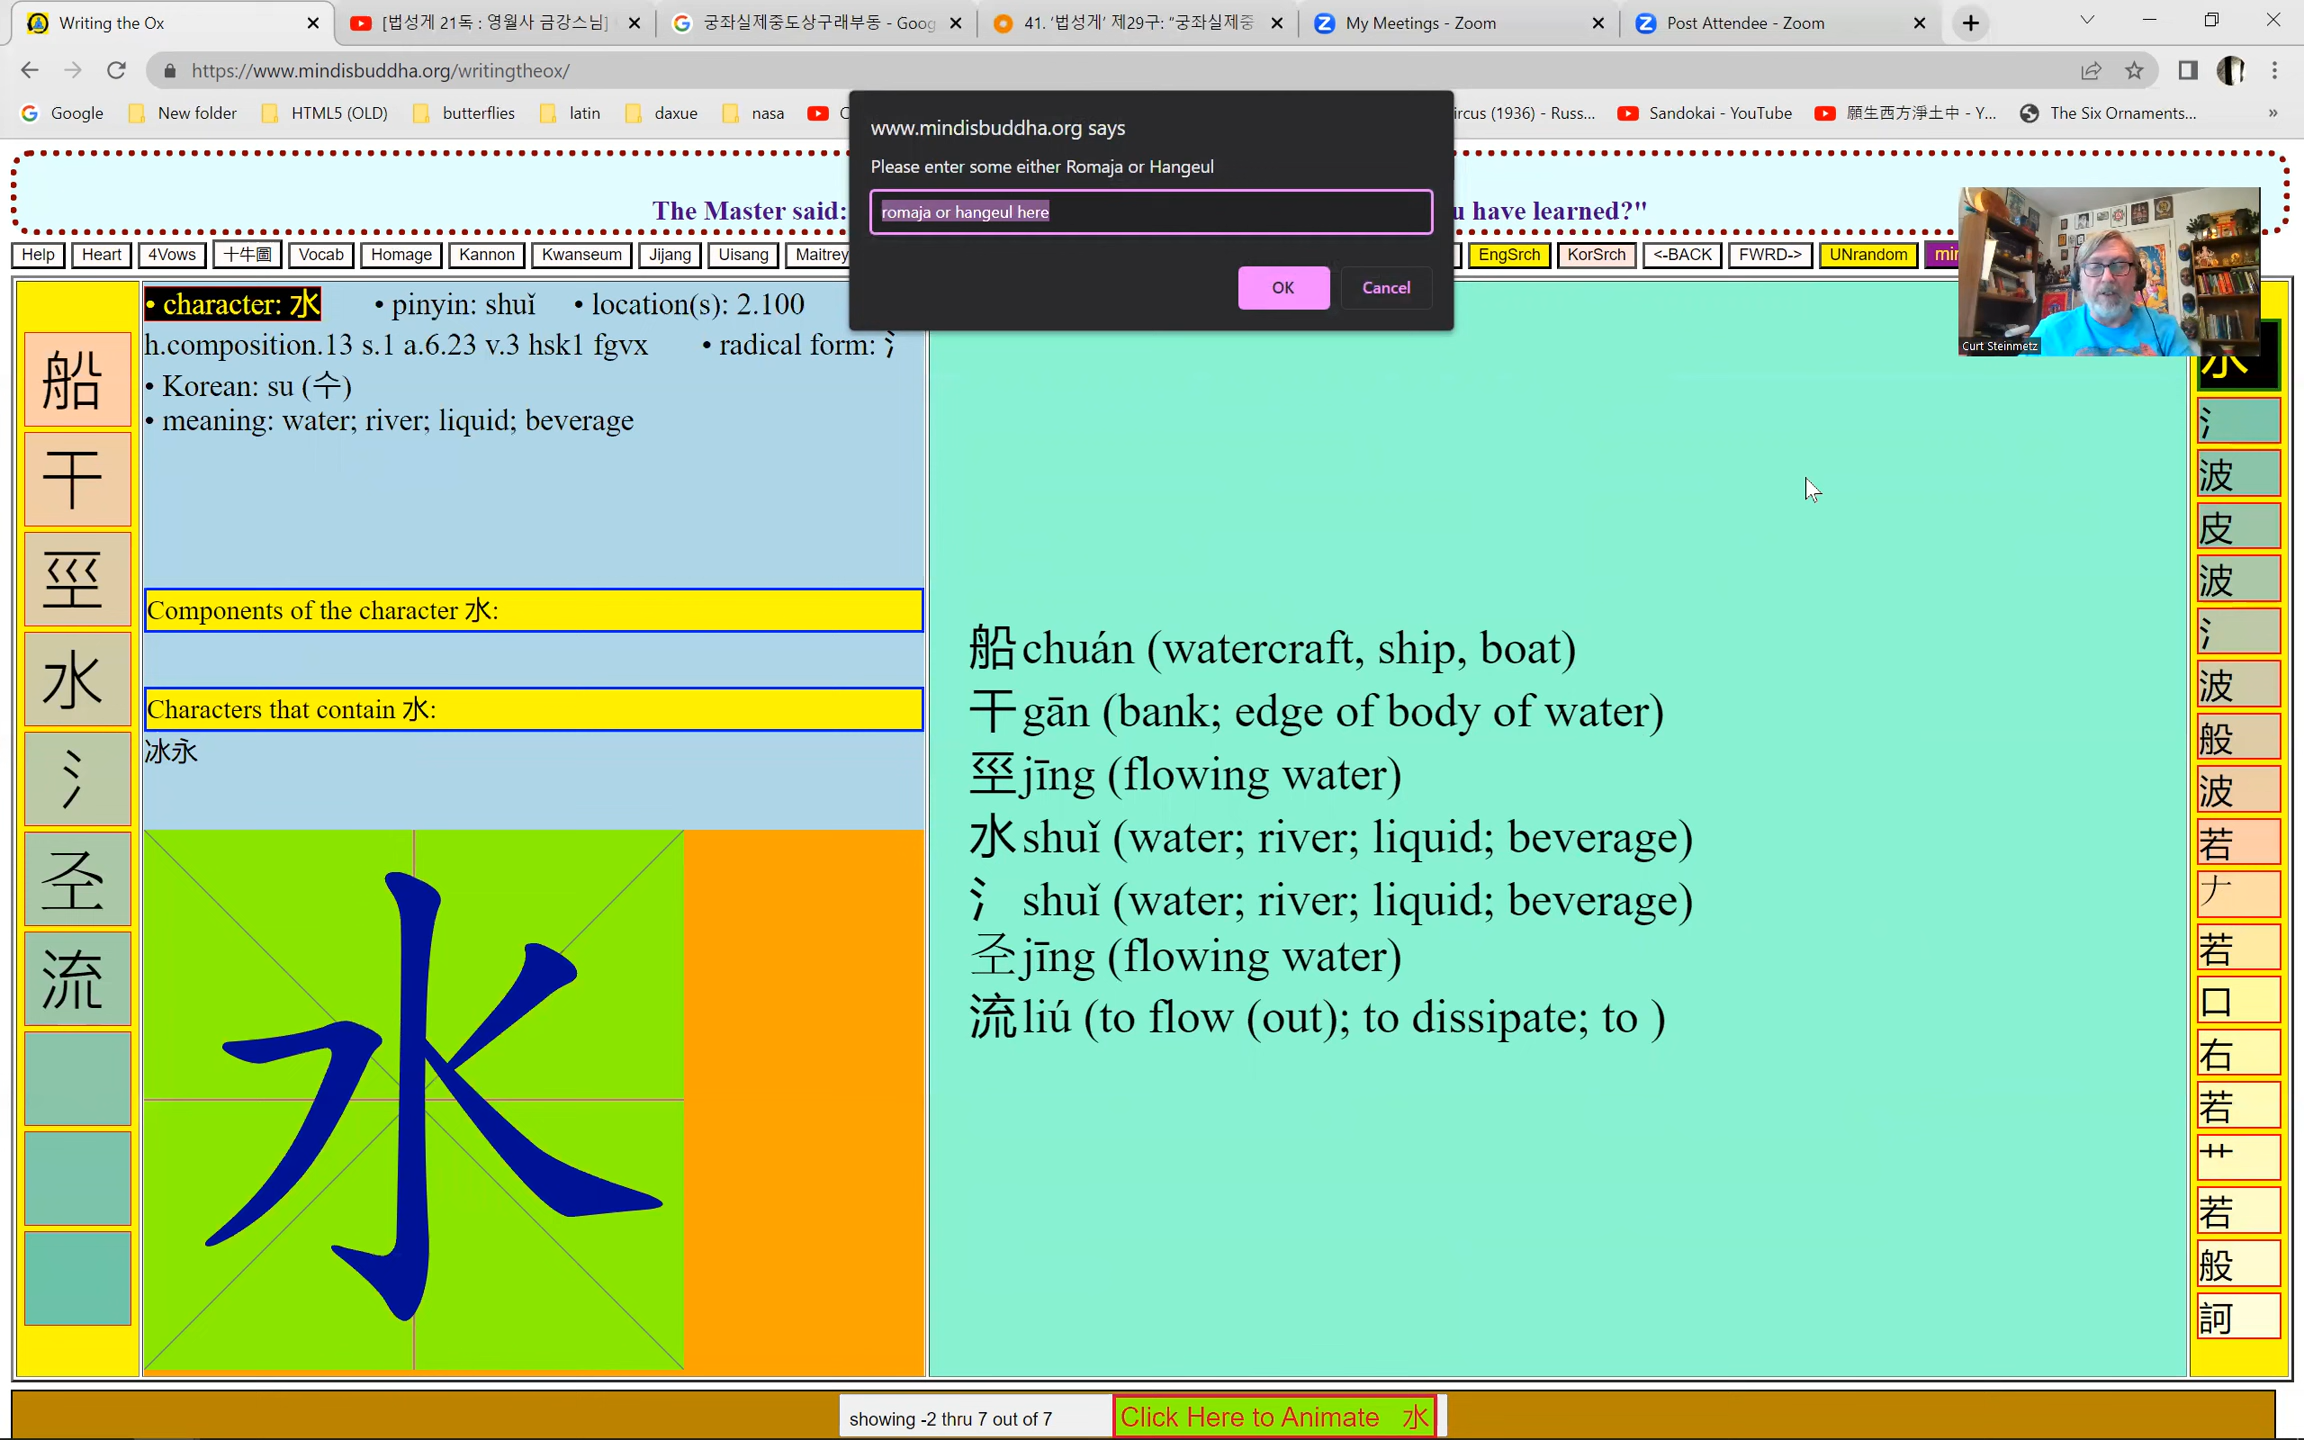 Writing the Ox
[법성게 21독 : 영월사 금강스님]
궁좌실제중도상구래부동 - Goog
41. ‘법성게’ 제29구: “궁좌실제중
My Meetings - Zoom
Post Attendee - Zoom
https://www.mindisbuddha.org/writingtheox/
Google
New folder
HTML5 (OLD)
butterflies
latin
daxue
nasa
ircus (1936) - Russ...
Sandokai - YouTube
願生西方淨土中 - Y...
The Six Ornaments...
www.mindisbuddha.org says
Please enter some either Romaja or Hangeul
romaja or hangeul here
OK
Cancel
The Master said:
u have learned?"
Help
Heart
4Vows
十牛圖
Vocab
Homage
Kannon
Kwanseum
Jijang
Uisang
Maitrey
EngSrch
KorSrch
<-BACK
FWRD->
UNrandom
Curt Steinmetz
船
干
巠
水
氵
圣
流
• character: 水 • pinyin: shuǐ • location(s): 2.100
h.composition.13 s.1 a.6.23 v.3 hsk1 fgvx • radical form: 氵
• Korean: su (수)
• meaning: water; river; liquid; beverage
Components of the character 水:
Characters that contain 水:
冰永
水
船 chuán (watercraft, ship, boat)
干 gān (bank; edge of body of water)
巠 jīng (flowing water)
水 shuǐ (water; river; liquid; beverage)
氵 shuǐ (water; river; liquid; beverage)
圣 jīng (flowing water)
流 liú (to flow (out); to dissipate; to )
水
氵
波
皮
波
氵
波
般
波
若
𠂇
若
口
右
若
艹
若
般
訶
showing -2 thru 7 out of 7
Click Here to Animate 水